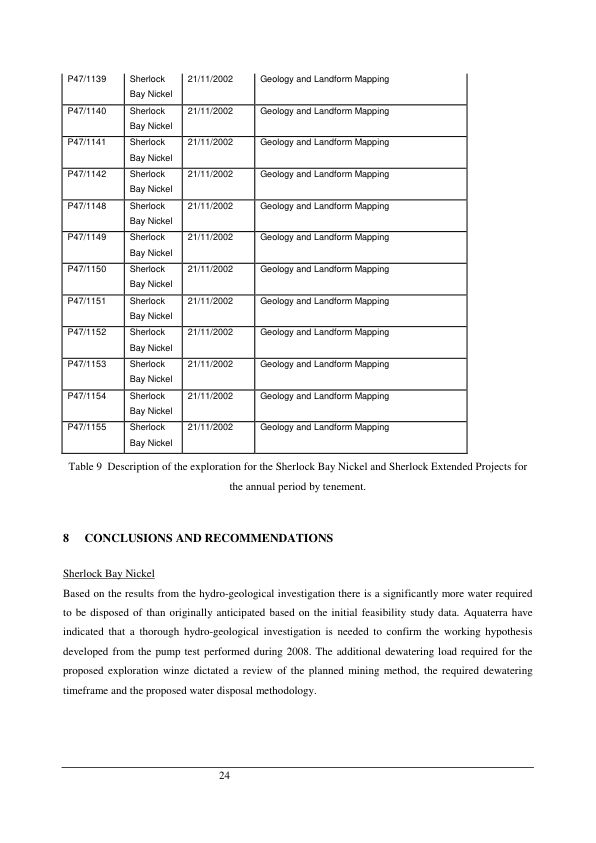 P47/1139 Sherlock 21/11/2002 Geology and Landform Mapping
Bay Nickel
P47/1140 Sherlock 21/11/2002 Geology and Landform Mapping
Bay Nickel
P47/1141 Sherlock 21/11/2002 Geology and Landform Mapping
Bay Nickel
P47/1142 Sherlock 21/11/2002 Geology and Landform Mapping
Bay Nickel
P47/1148 Sherlock 21/11/2002 Geology and Landform Mapping
Bay Nickel
P47/1149 Sherlock 21/11/2002 Geology and Landform Mapping
Bay Nickel
P47/1150 Sherlock 21/11/2002 Geology and Landform Mapping
Bay Nickel
P47/1151 Sherlock 21/11/2002 Geology and Landform Mapping
Bay Nickel
P47/1152 Sherlock 21/11/2002 Geology and Landform Mapping
Bay Nickel
P47/1153 Sherlock 21/11/2002 Geology and Landform Mapping
Bay Nickel
P47/1154 Sherlock 21/11/2002 Geology and Landform Mapping
Bay Nickel
P47/1155 Sherlock 21/11/2002 Geology and Landform Mapping
Bay Nickel
Table 9 Description of the exploration for the Sherlock Bay Nickel and Sherlock Extended Projects for
the annual period by tenement.
8 CONCLUSIONS AND RECOMMENDATIONS
Sherlock Bay Nickel
Based on the results from the hydro-geological investigation there is a significantly more water required
to be disposed of than originally anticipated based on the initial feasibility study data. Aquaterra have
indicated that a thorough hydro-geological investigation is needed to confirm the working hypothesis
developed from the pump test performed during 2008. The additional dewatering load required for the
proposed exploration winze dictated a review of the planned mining method, the required dewatering
timeframe and the proposed water disposal methodology.
24